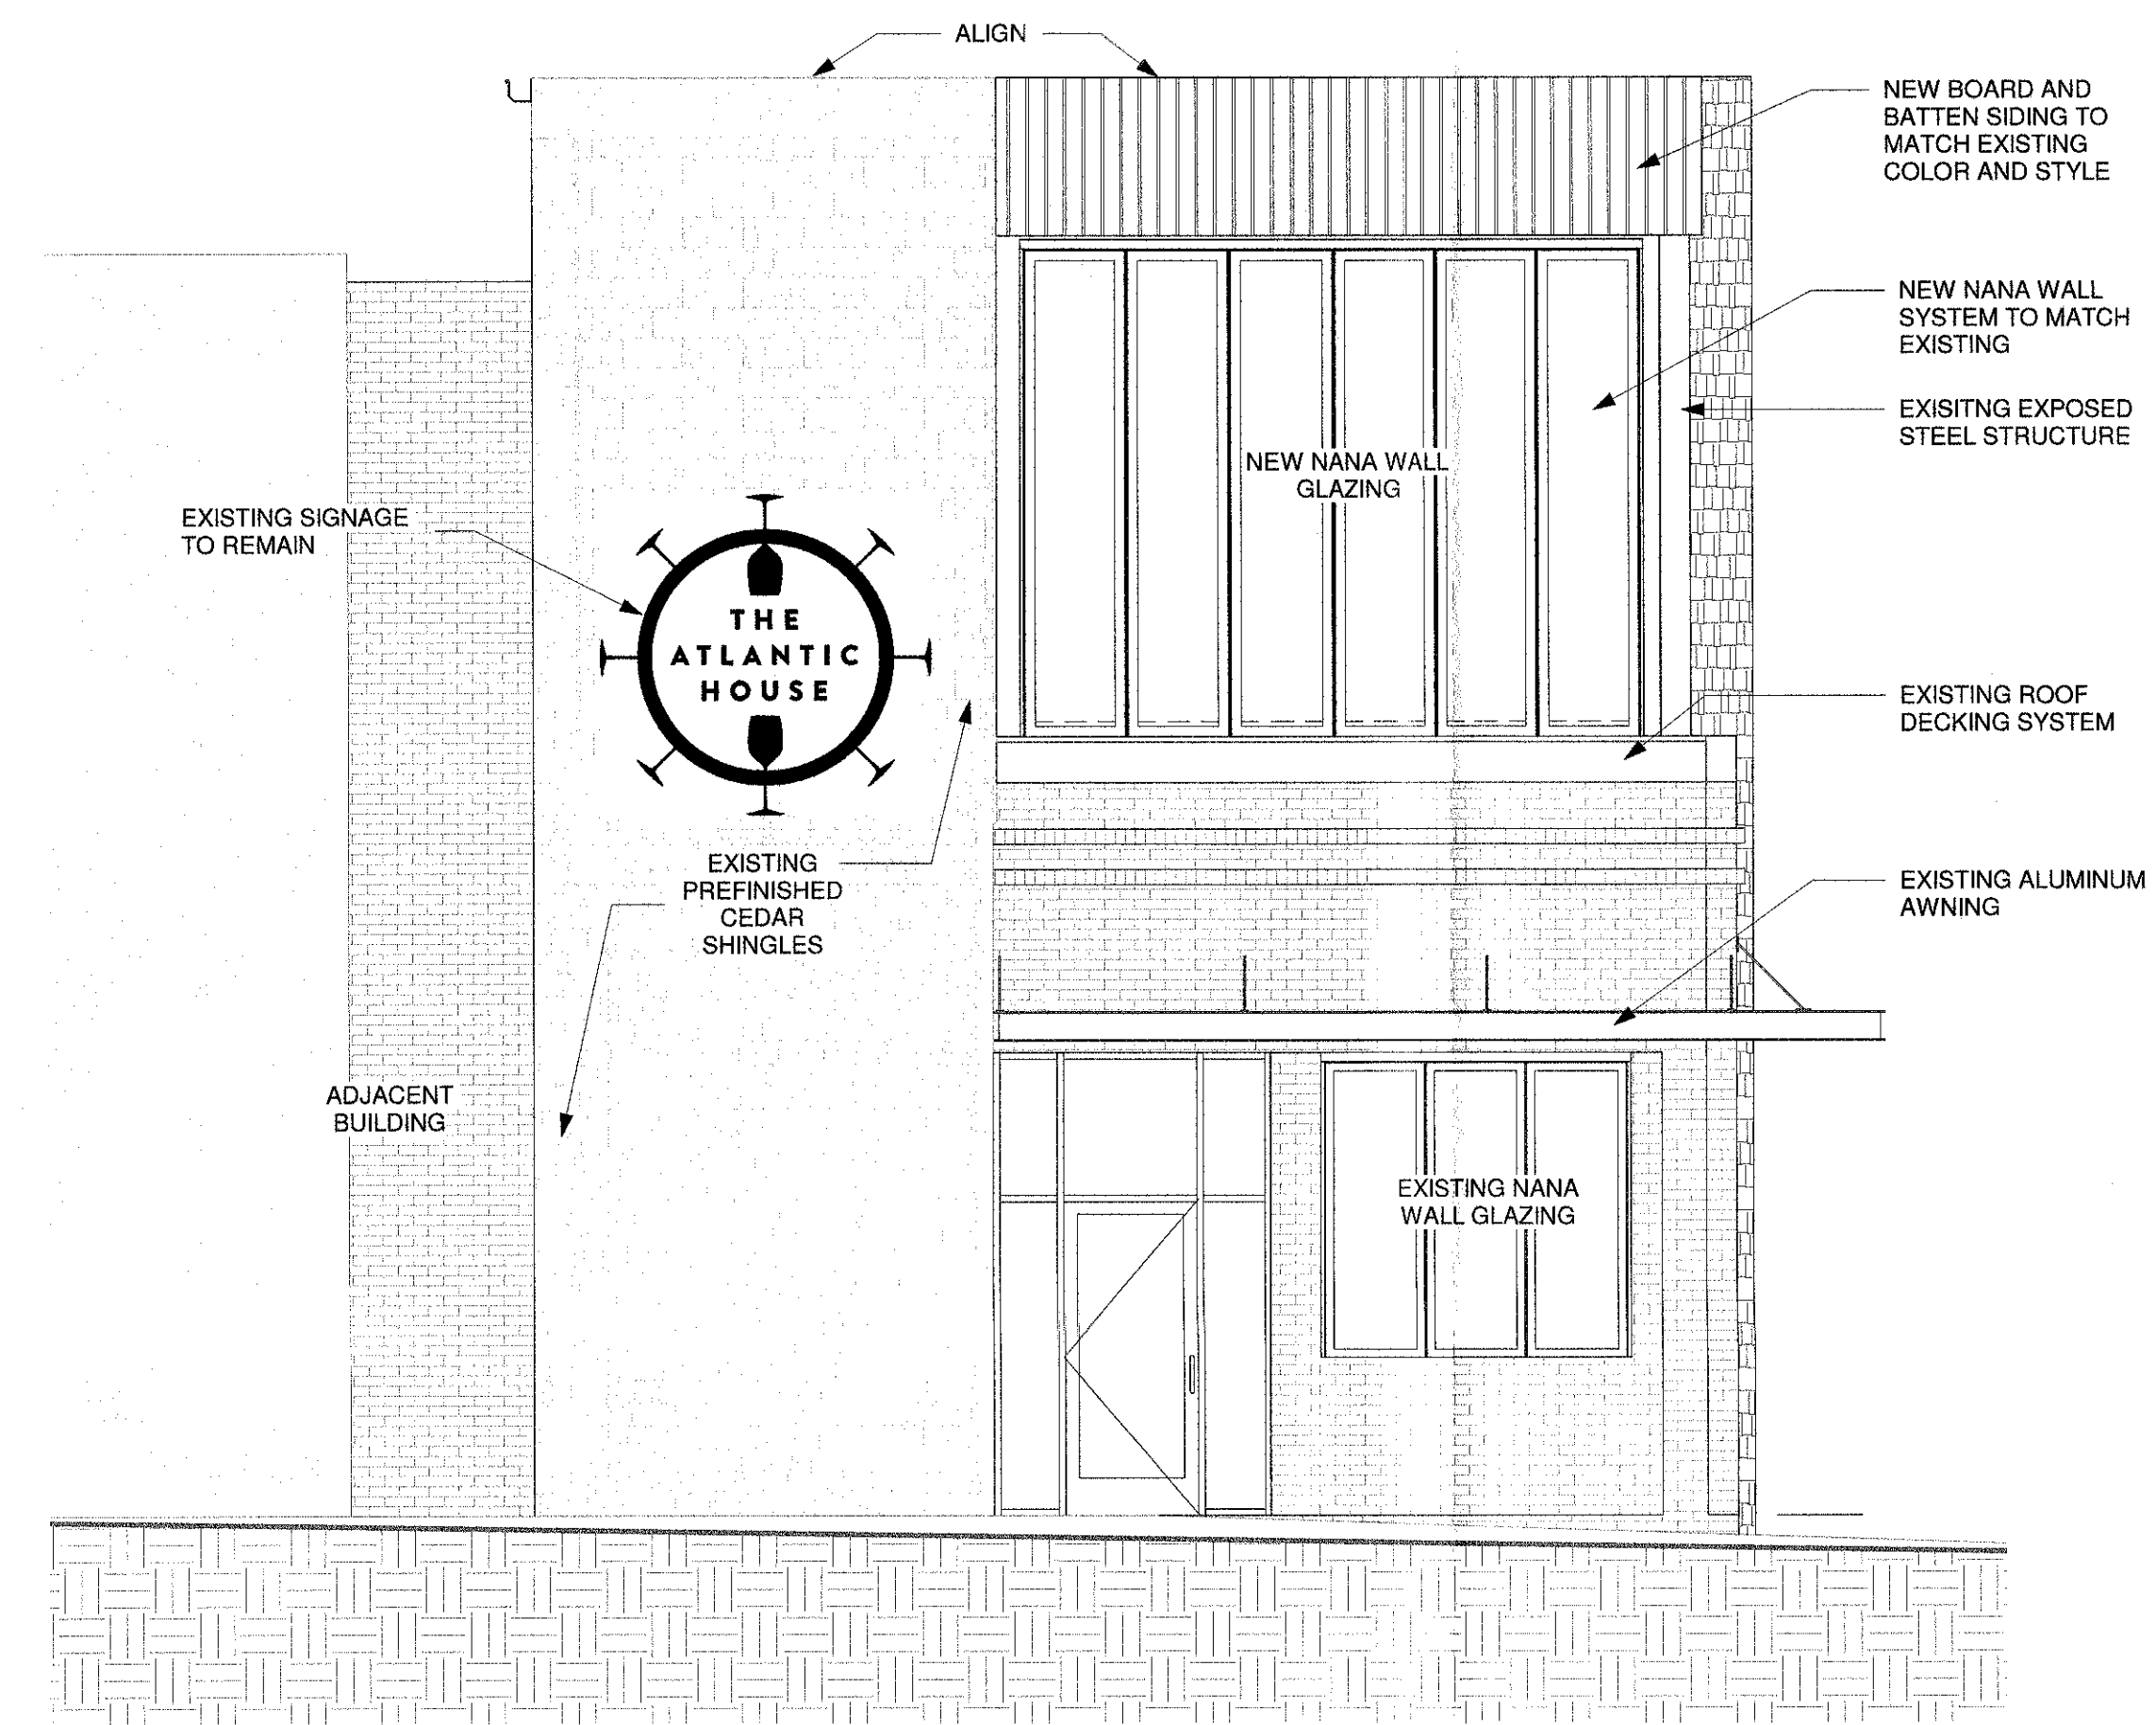 ALIGN
NEW BOARD AND
BATTEN SIDING TO
MATCH EXISTING
COLOR AND STYLE
NEW NANA WALL
SYSTEM TO MATCH
EXISTING
EXISITNG EXPOSED
STEEL STRUCTURE
NEW NANA WALL
GLAZING
EXISTING SIGNAGE
TO REMAIN
THE
ATLANTIC
HOUSE
EXISTING ROOF
DECKING SYSTEM
EXISTING
PREFINISHED
CEDAR
SHINGLES
EXISTING ALUMINUM
AWNING
ADJACENT
BUILDING
EXISTING NANA
WALL GLAZING